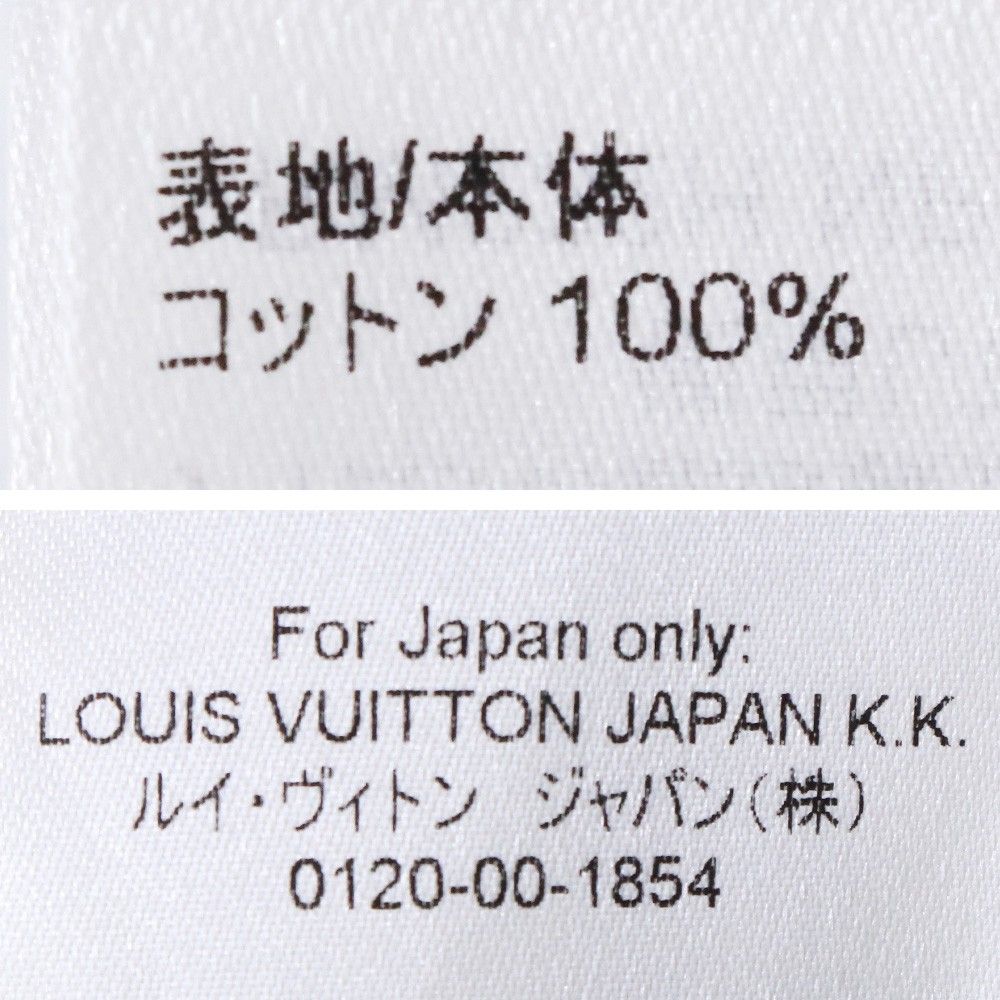 表地/本体
コットン 100%
For Japan only:
LOUIS VUITTON JAPAN K.K.
ルイ・ヴィトン　ジャパン(株)
0120-00-1854